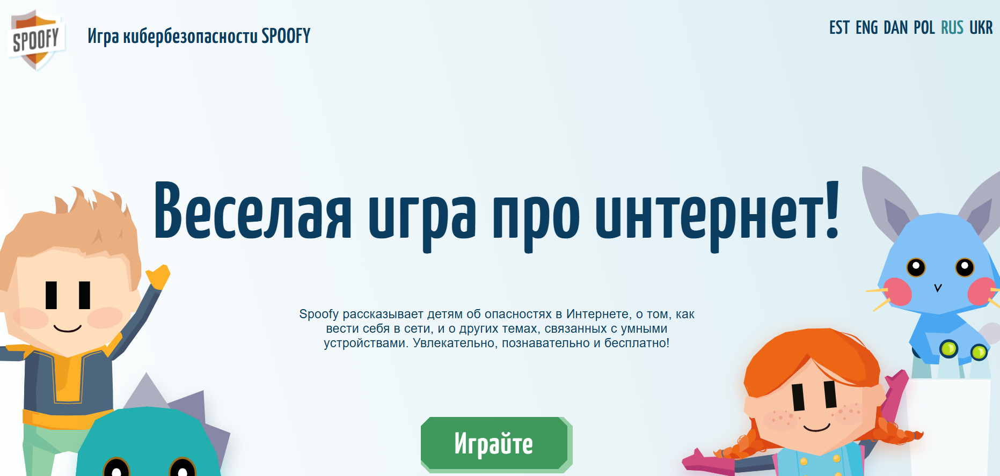 SPOOFY
Игра кибербезопасности SPOOFY
EST ENG DAN POL RUS UKR
Веселая игра про интернет!
Spoofy рассказывает детям об опасностях в Интернете, о том, как
вести себя в сети, и о других темах, связанных с умными
устройствами. Увлекательно, познавательно и бесплатно!
Играйте